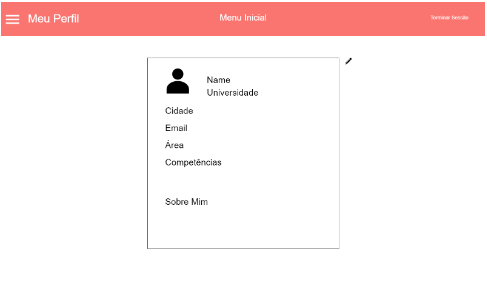 Meu Perfil
Menu Inicial
Terminar Sessão
Name
Universidade
Cidade
Email
Área
Competências
Sobre Mim